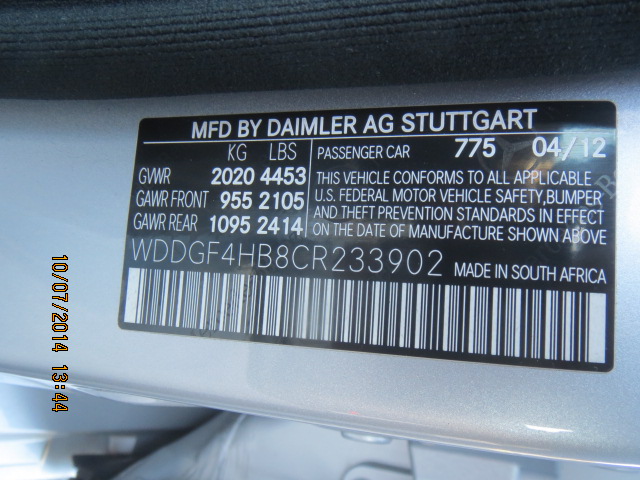 MFD BY DAIMLER AG STUTTGART
KG LBS
GVWR 2020 4453
GAWR FRONT 955 2105
GAWR REAR 1095 2414
PASSENGER CAR 775 04/12
THIS VEHICLE CONFORMS TO ALL APPLICABLE
U.S. FEDERAL MOTOR VEHICLE SAFETY, BUMPER
AND THEFT PREVENTION STANDARDS IN EFFECT
ON THE DATE OF MANUFACTURE SHOWN ABOVE
WDDGF4HB8CR233902 MADE IN SOUTH AFRICA
10/07/2014 13:44